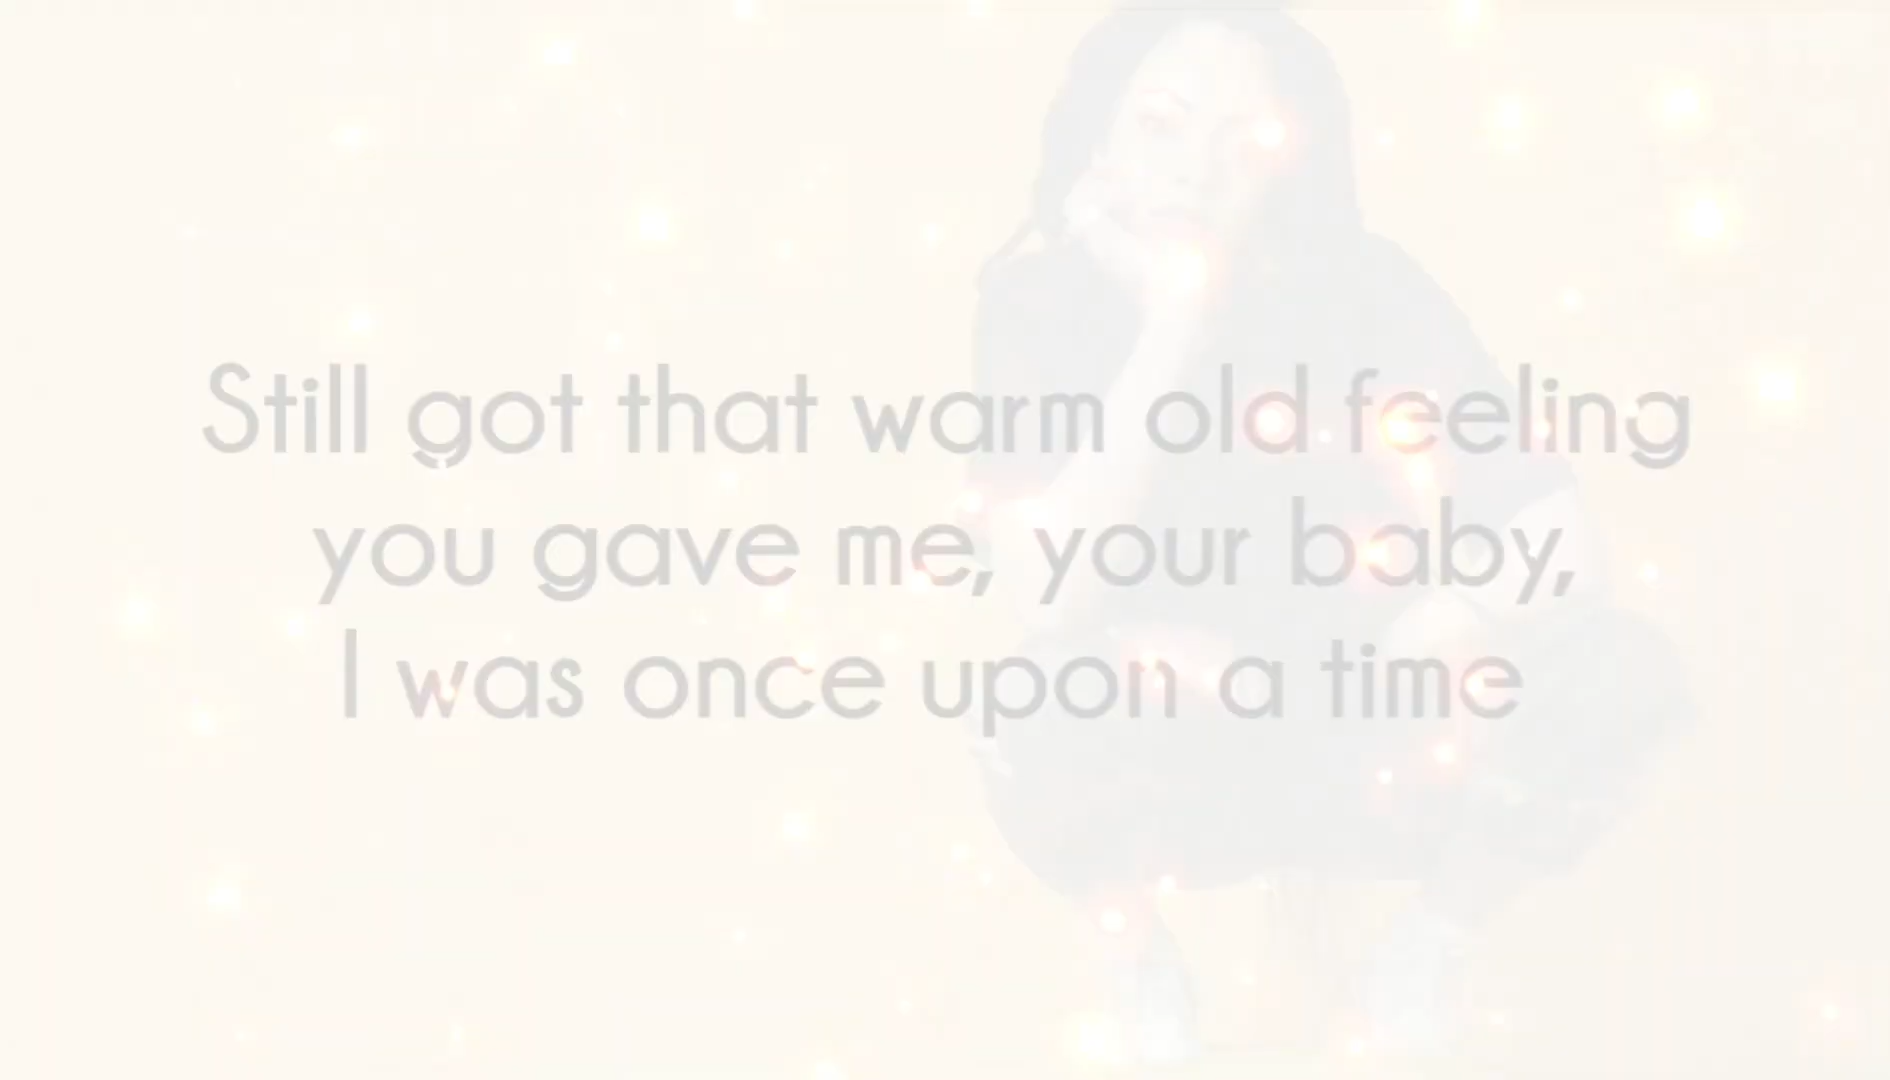 Still got that warm old feeling
you gave me, your baby,
I was once upon a time